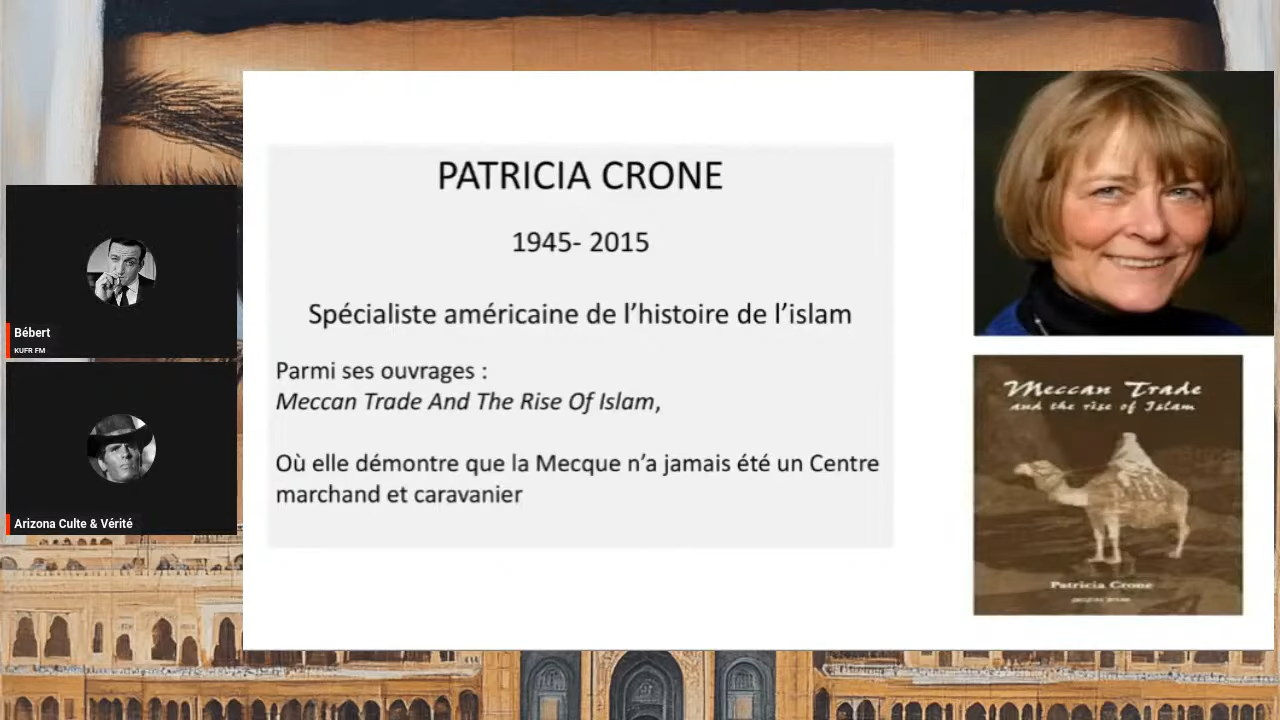 PATRICIA CRONE
1945- 2015
Spécialiste américaine de l'histoire de l'islam
Parmi ses ouvrages :
Meccan Trade And The Rise Of Islam,
Où elle démontre que la Mecque n'a jamais été un Centre
marchand et caravanier
Bébert
KUFR FM
Arizona Culte & Vérité
Meccan Trade
and the rise of Islam
Patricia Crone